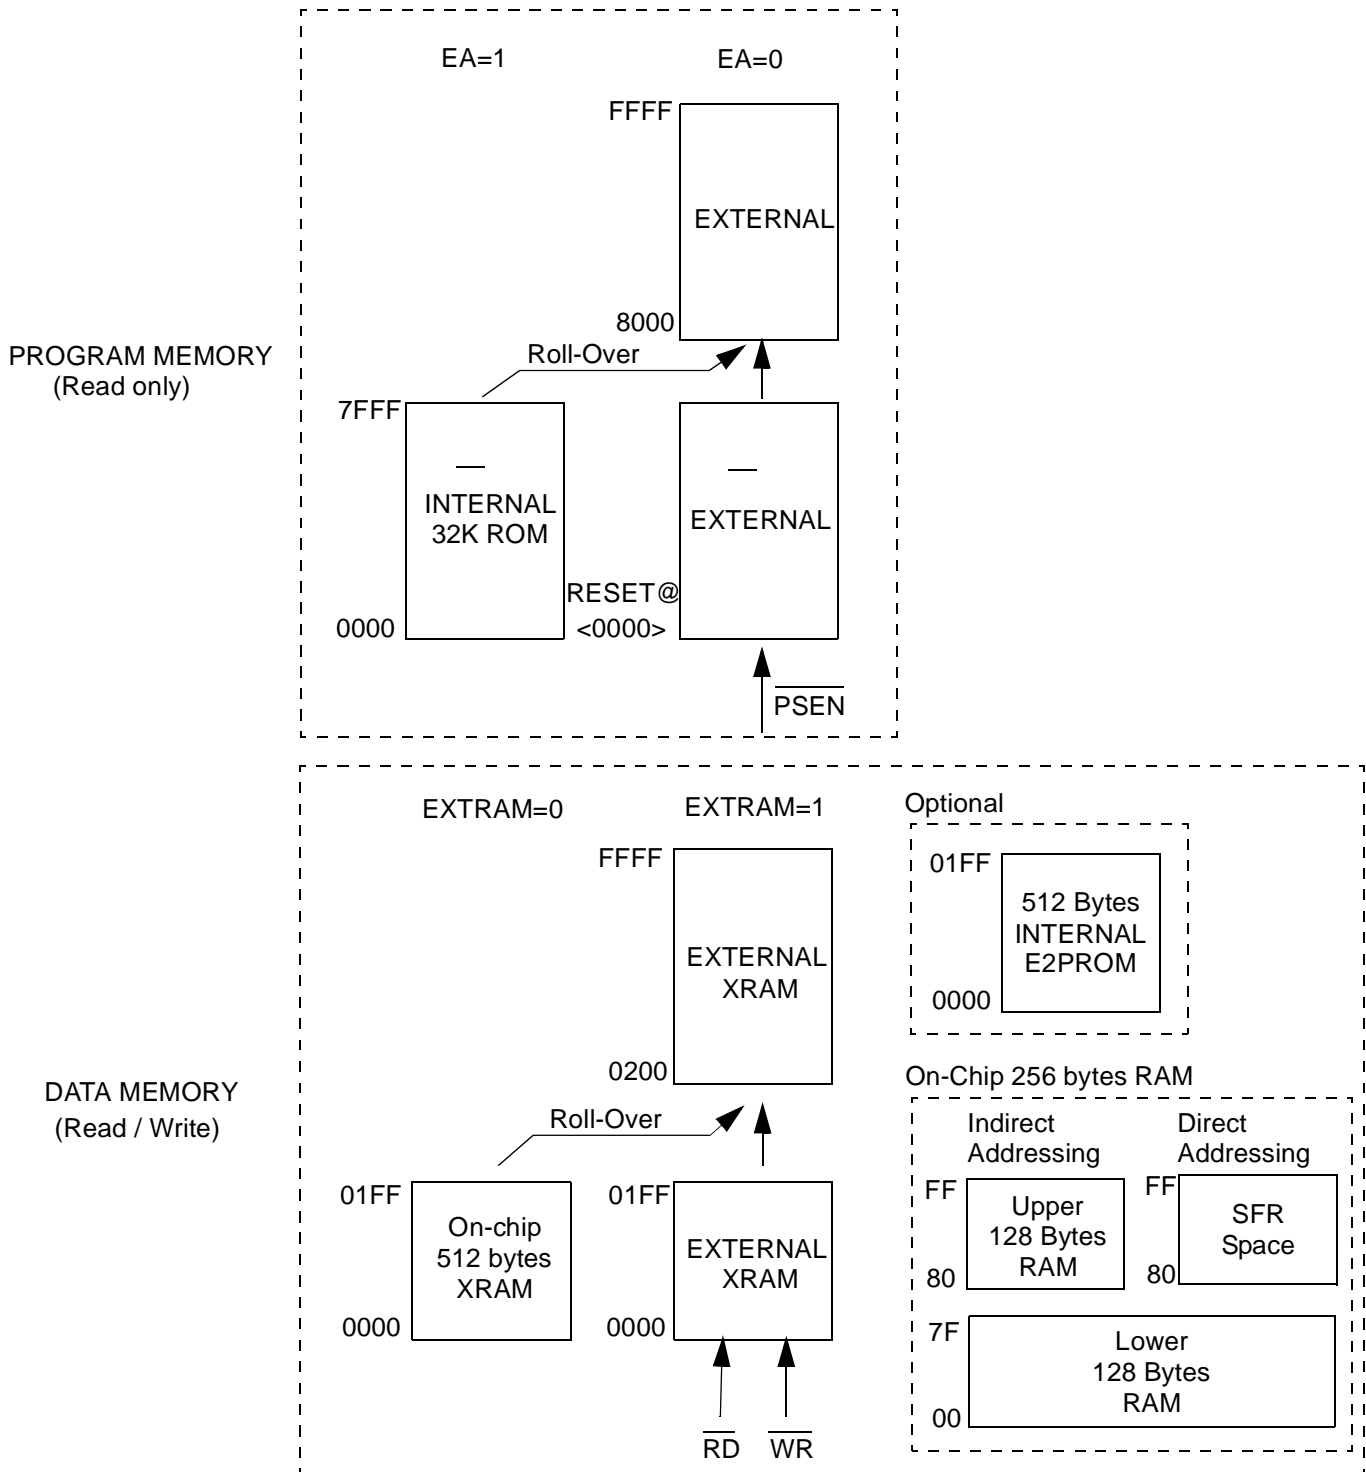 EA=1
EA=0
FFFF
EXTERNAL
8000
PROGRAM MEMORY
(Read only)
Roll-Over
7FFF
INTERNAL
32K ROM
EXTERNAL
0000
RESET@
<0000>
PSEN
EXTRAM=0
EXTRAM=1
FFFF
EXTERNAL
XRAM
0200
Optional
01FF
512 Bytes
INTERNAL
E2PROM
0000
DATA MEMORY
(Read / Write)
Roll-Over
01FF
On-chip
512 bytes
XRAM
0000
01FF
EXTERNAL
XRAM
0000
RD
WR
On-Chip 256 bytes RAM
Indirect
Addressing
Direct
Addressing
FF
Upper
128 Bytes
RAM
80
FF
SFR
Space
80
7F
Lower
128 Bytes
RAM
00